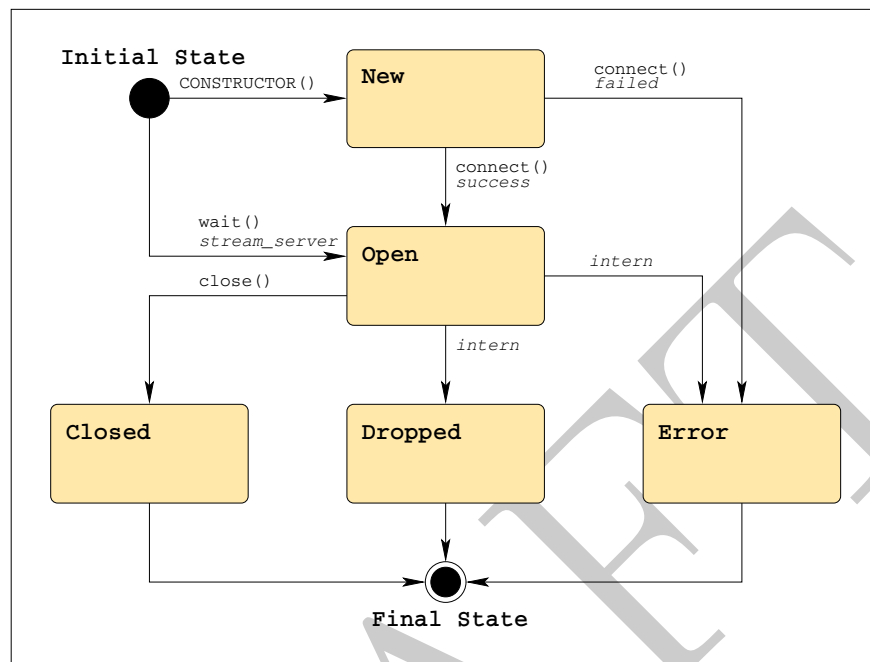 Initial State
CONSTRUCTOR()
New
connect()
failed
connect()
success
wait()
stream_server
Open
intern
close()
intern
Closed
Dropped
Error
Final State